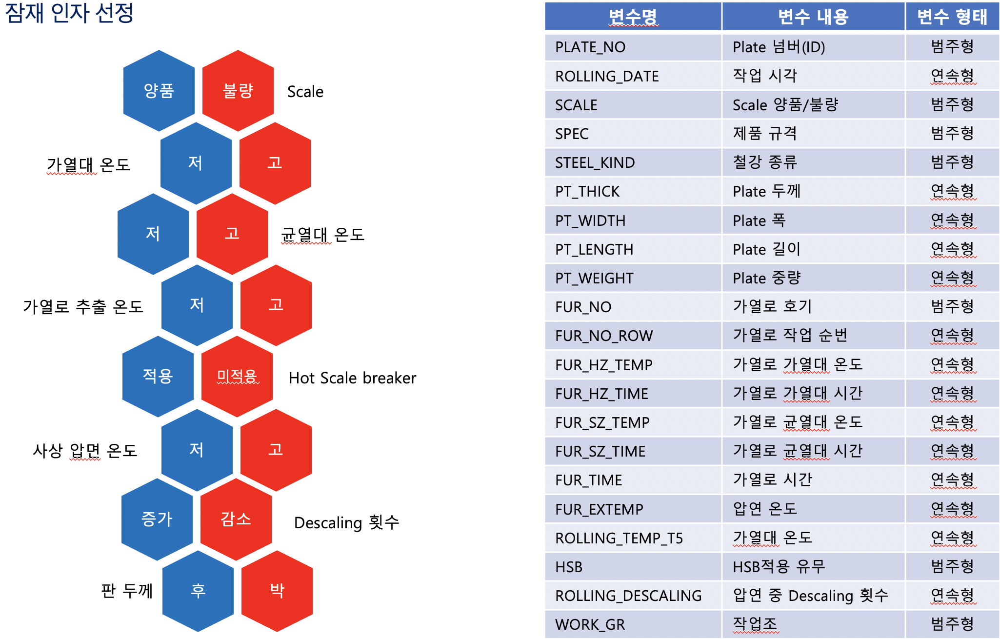 잠재 인자 선정
양품 불량 Scale
가열대 온도 저 고
저 고 균열대 온도
가열로 추출 온도 저 고
적용 미적용 Hot Scale breaker
사상 압면 온도 저 고
증가 감소 Descaling 횟수
판 두께 후 박
변수명 변수 내용 변수 형태
PLATE_NO Plate 넘버(ID) 범주형
ROLLING_DATE 작업 시각 연속형
SCALE Scale 양품/불량 범주형
SPEC 제품 규격 범주형
STEEL_KIND 철강 종류 범주형
PT_THICK Plate 두께 연속형
PT_WIDTH Plate 폭 연속형
PT_LENGTH Plate 길이 연속형
PT_WEIGHT Plate 중량 연속형
FUR_NO 가열로 호기 범주형
FUR_NO_ROW 가열로 작업 순번 연속형
FUR_HZ_TEMP 가열로 가열대 온도 연속형
FUR_HZ_TIME 가열로 가열대 시간 연속형
FUR_SZ_TEMP 가열로 균열대 온도 연속형
FUR_SZ_TIME 가열로 균열대 시간 연속형
FUR_TIME 가열로 시간 연속형
FUR_EXTEMP 압연 온도 연속형
ROLLING_TEMP_T5 가열대 온도 연속형
HSB HSB적용 유무 범주형
ROLLING_DESCALING 압연 중 Descaling 횟수 연속형
WORK_GR 작업조 범주형